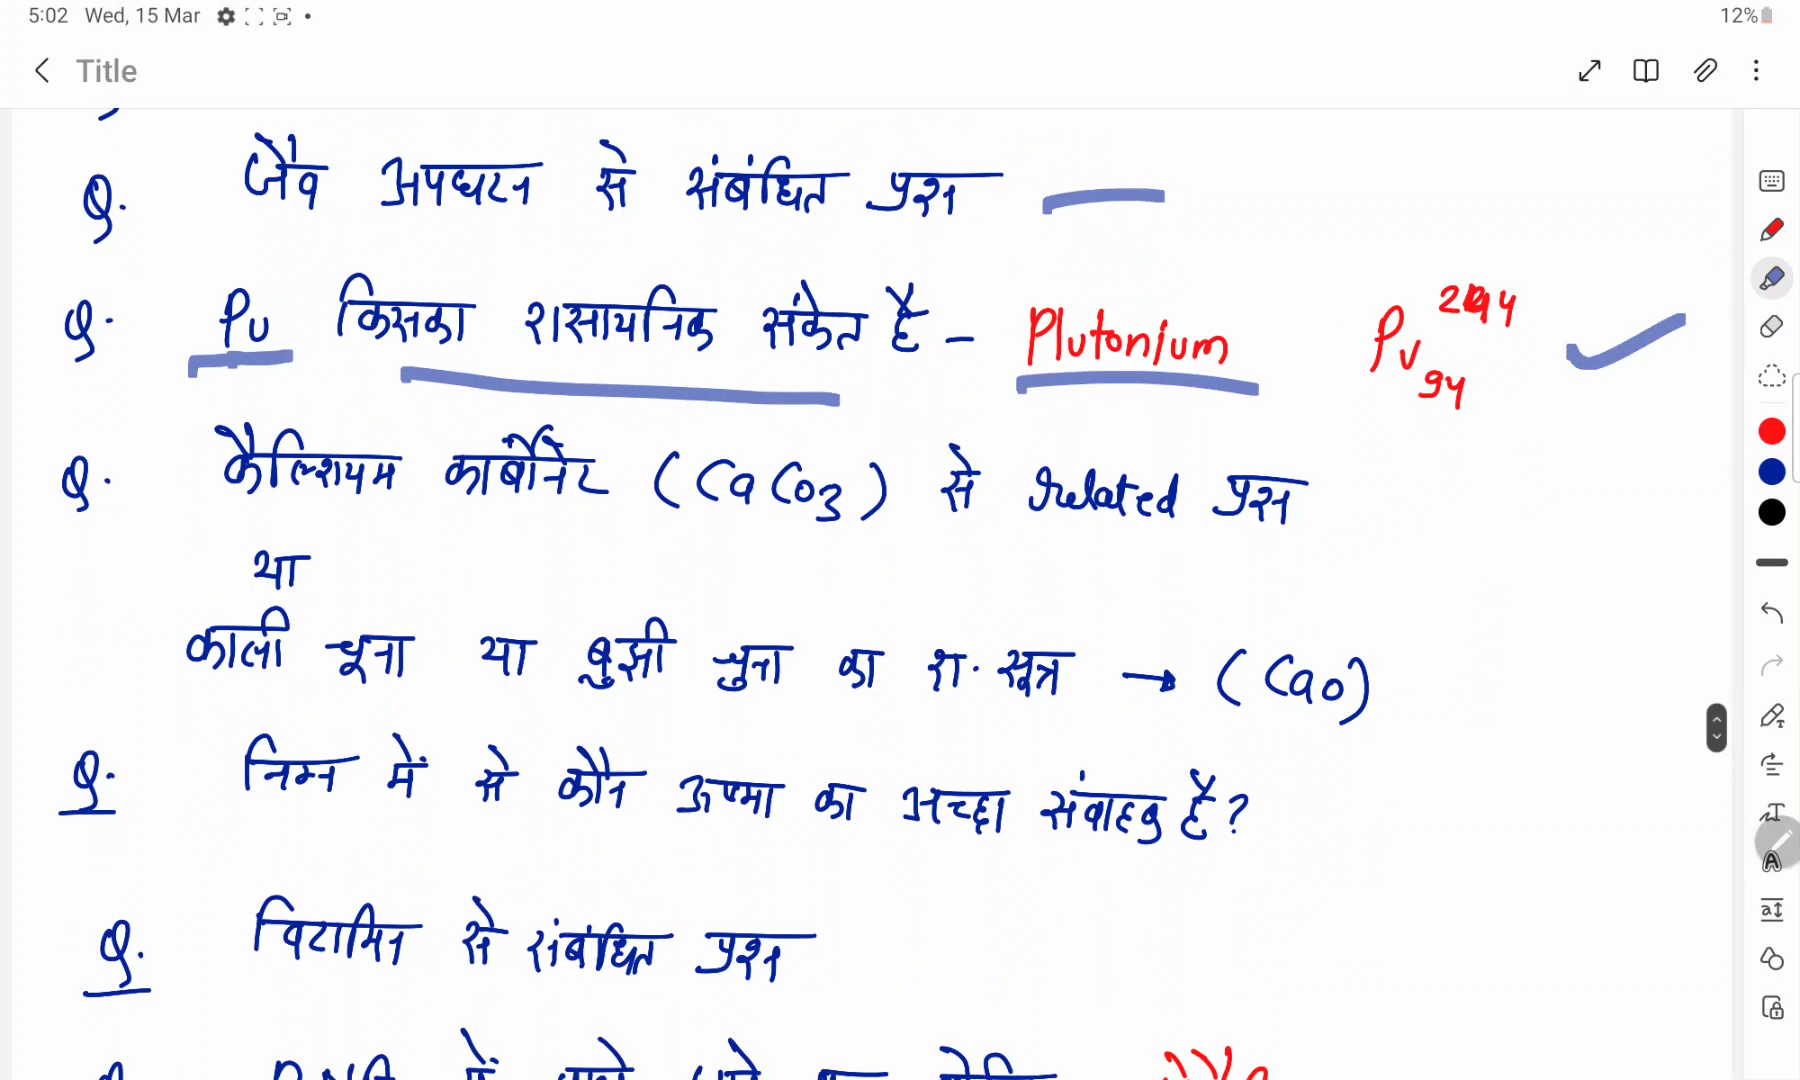 5:02 Wed, 15 Mar
12%
Title
Q. जैव अपघटन से संबंधित प्रश्न
Q. Pu किसका रासायनिक संकेत है - Plutonium Pu 244 94
Q. कैल्शियम कार्बोनेट (CaCO3) से related प्रश्न
या
काली चूना या बुझी चुना का रा. सूत्र → (CaO)
Q. निम्न में से कौन ऊष्मा का अच्छा संवाहक है?
Q. विटामिन से संबंधित प्रश्न